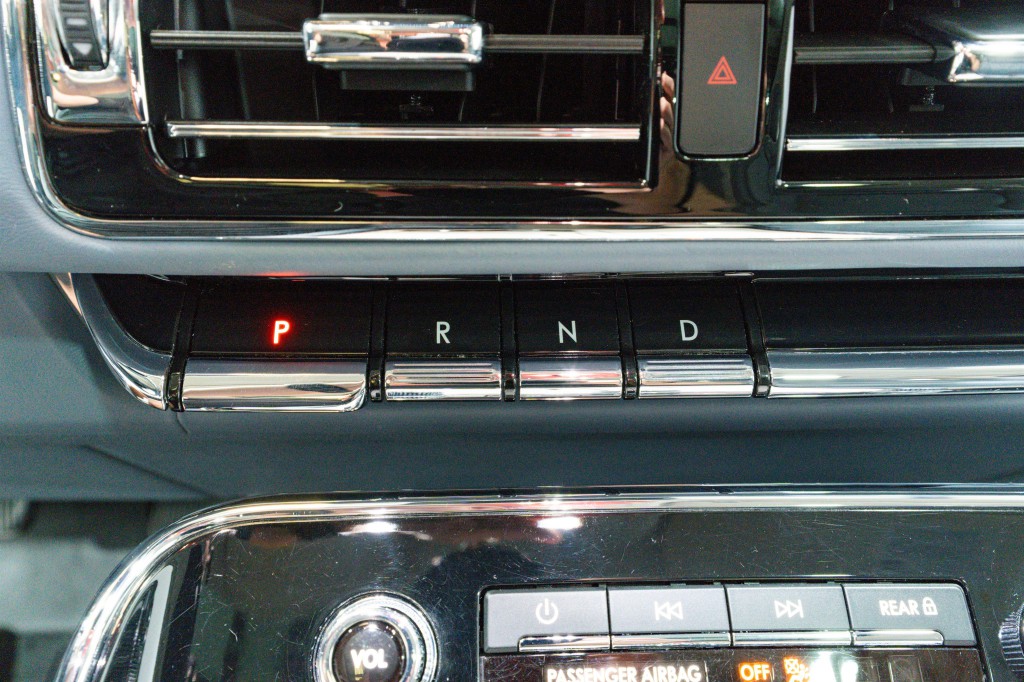 P R N D
REAR
VOL
PASSENGER AIRBAG OFF